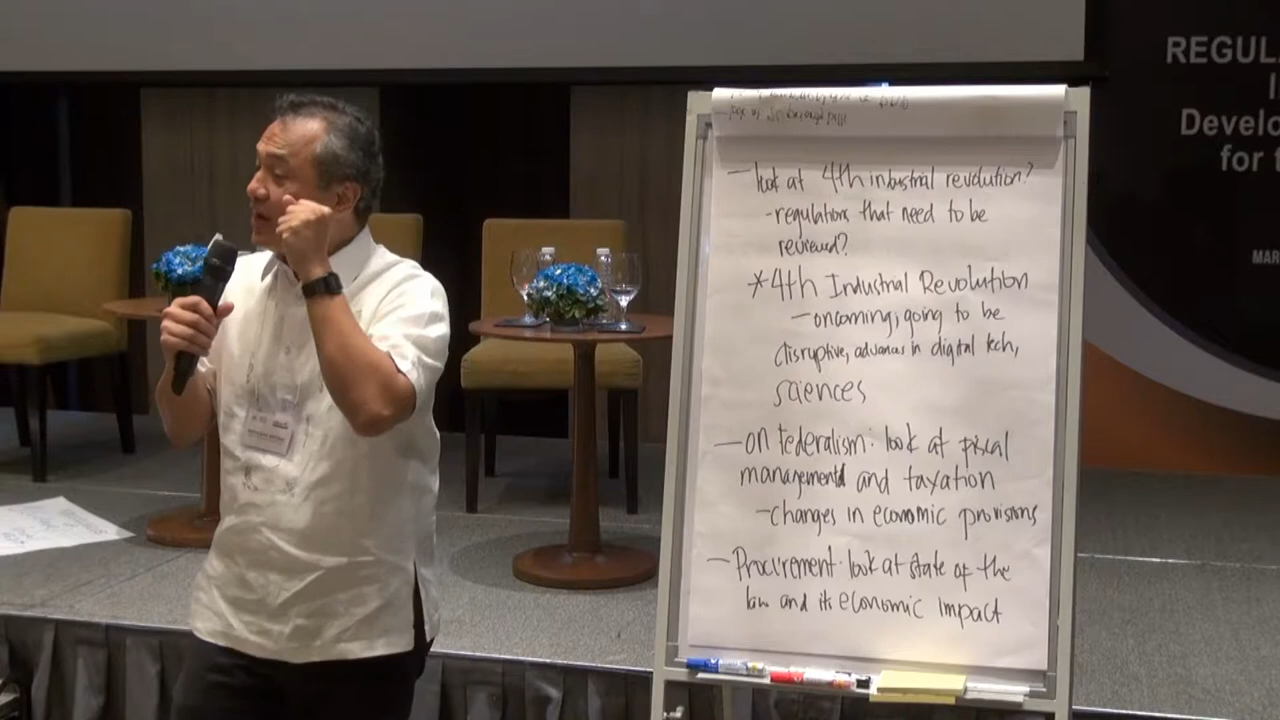 — look at 4th industrial revolution?
- regulations that need to be
reviewed?
*4th Industrial Revolution
— oncoming, going to be
disruptive, advances in digital tech,
sciences
— on federalism: look at fiscal
management and taxation
- changes in economic provisions
- Procurement: look at state of the
law and its economic impact
REGUL
Develo
for
MAR